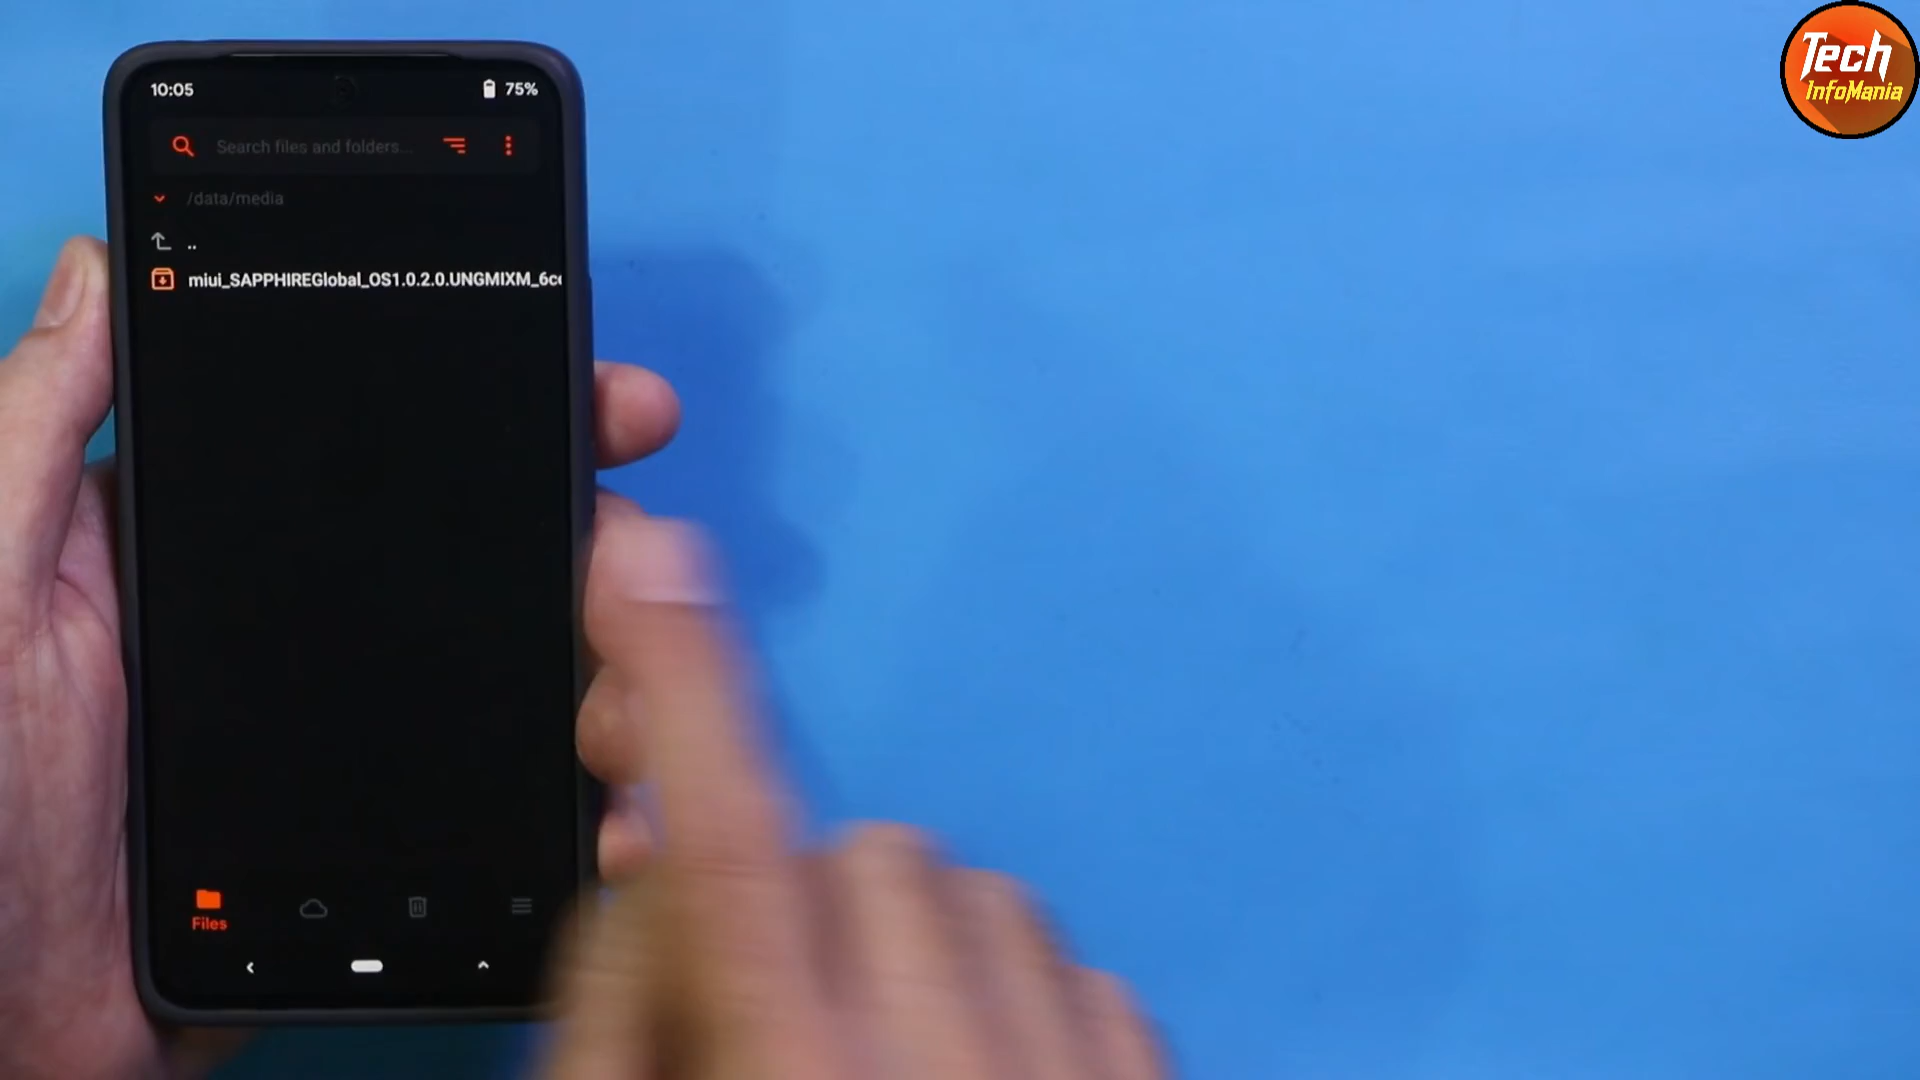 Tech
InfoMania
10:05
75%
Search files and folders...
/data/media
..
miui_SAPPHIREGlobal_OS1.0.2.0.UNGMIXM_6c
Files